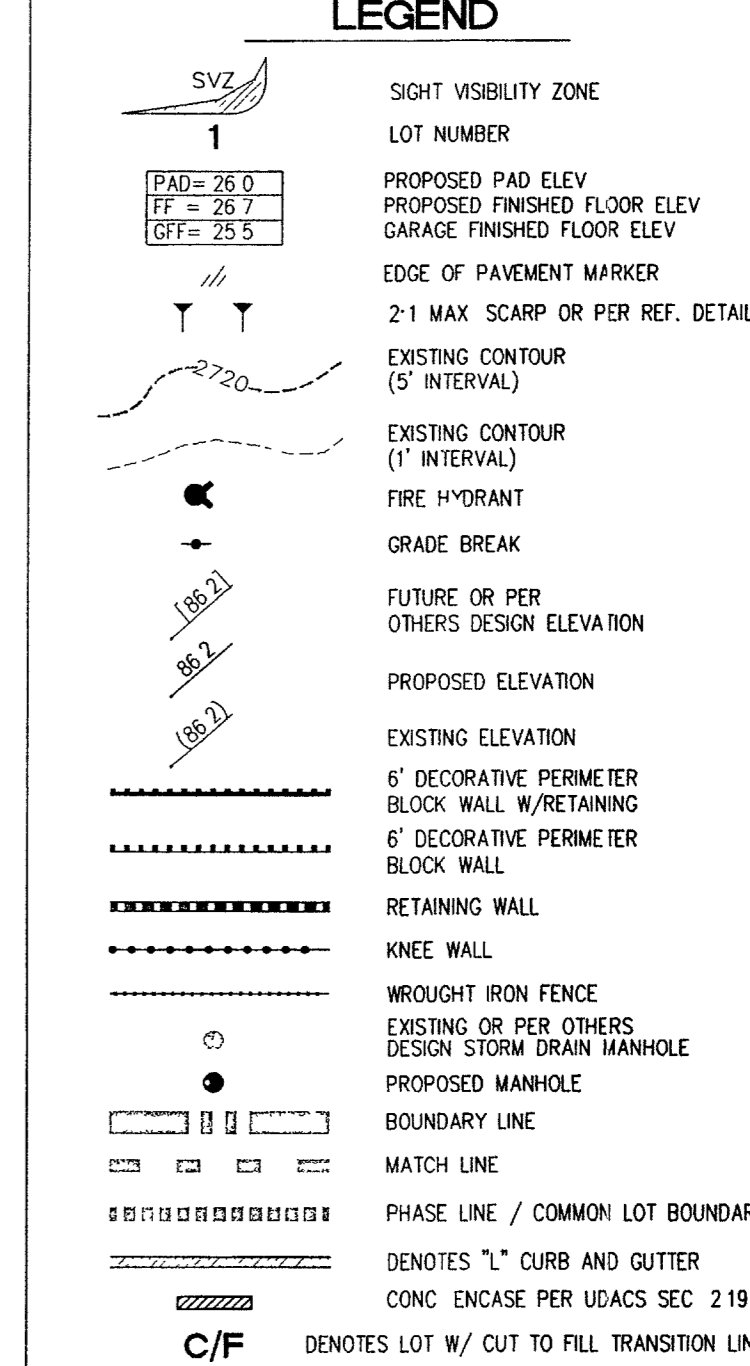 LEGEND
SVZ
SIGHT VISIBILITY ZONE
1
LOT NUMBER
PAD= 26 0
PROPOSED PAD ELEV
FF = 26 7
PROPOSED FINISHED FLOOR ELEV
GFF= 25 5
GARAGE FINISHED FLOOR ELEV
EDGE OF PAVEMENT MARKER
2·1 MAX SCARP OR PER REF. DETAIL
2720
EXISTING CONTOUR
(5' INTERVAL)
EXISTING CONTOUR
(1' INTERVAL)
FIRE HYDRANT
GRADE BREAK
[86 2]
FUTURE OR PER
OTHERS DESIGN ELEVATION
86 2
PROPOSED ELEVATION
(86 2)
EXISTING ELEVATION
6' DECORATIVE PERIMETER
BLOCK WALL W/RETAINING
6' DECORATIVE PERIMETER
BLOCK WALL
RETAINING WALL
KNEE WALL
WROUGHT IRON FENCE
EXISTING OR PER OTHERS
DESIGN STORM DRAIN MANHOLE
PROPOSED MANHOLE
BOUNDARY LINE
MATCH LINE
PHASE LINE / COMMON LOT BOUNDAR
DENOTES "L" CURB AND GUTTER
CONC ENCASE PER UDACS SEC 2 19
C/F
DENOTES LOT W/ CUT TO FILL TRANSITION LIN